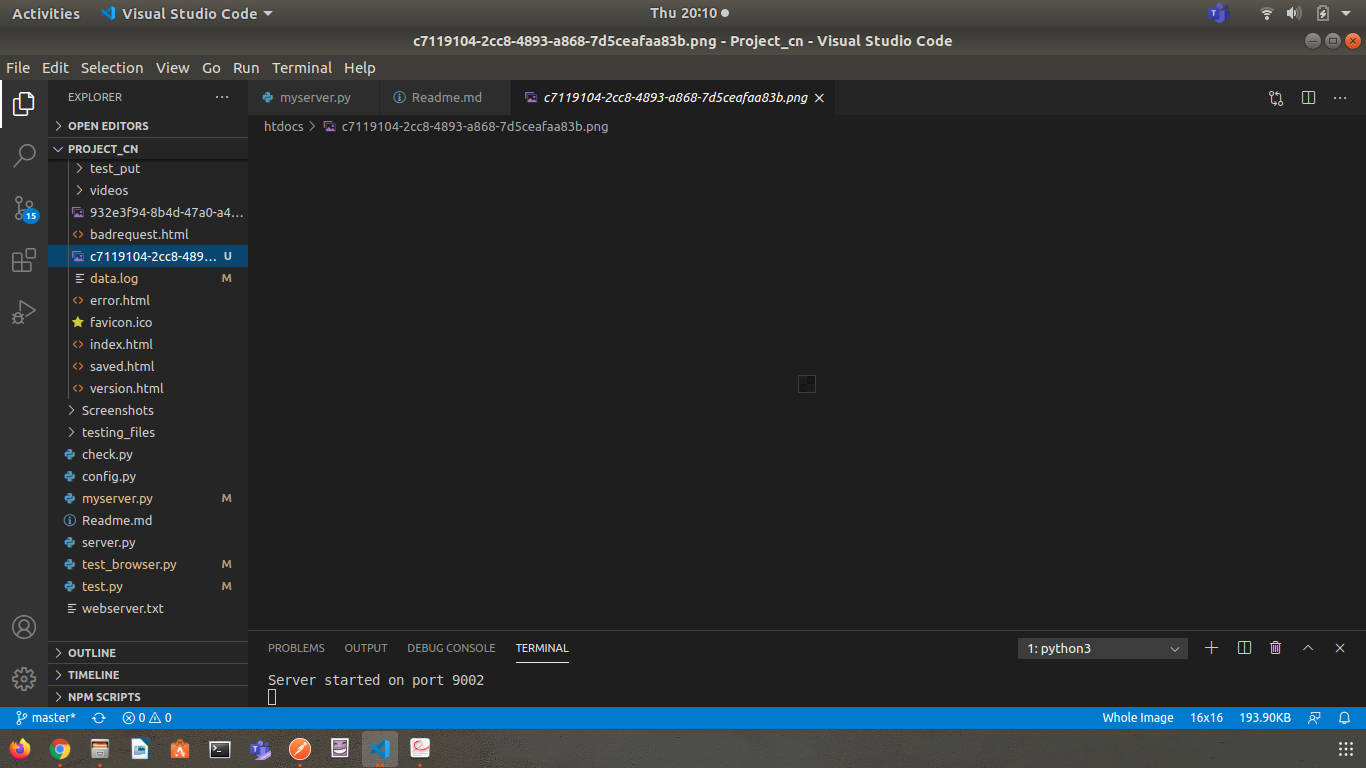 Activities Visual Studio Code Thu 20:10
c7119104-2cc8-4893-a868-7d5ceafaa83b.png - Project_cn - Visual Studio Code
File Edit Selection View Go Run Terminal Help
EXPLORER
myserver.py Readme.md c7119104-2cc8-4893-a868-7d5ceafaa83b.png
OPEN EDITORS
htdocs c7119104-2cc8-4893-a868-7d5ceafaa83b.png
PROJECT_CN
test_put
videos
932e3f94-8b4d-47a0-a4...
15
badrequest.html
c7119104-2cc8-489... U
data.log M
error.html
favicon.ico
index.html
saved.html
version.html
Screenshots
testing_files
check.py
config.py
myserver.py M
Readme.md
server.py
test_browser.py M
test.py M
webserver.txt
OUTLINE
TIMELINE
NPM SCRIPTS
PROBLEMS OUTPUT DEBUG CONSOLE TERMINAL 1: python3
Server started on port 9002
master* 0 0 Whole Image 16x16 193.90KB